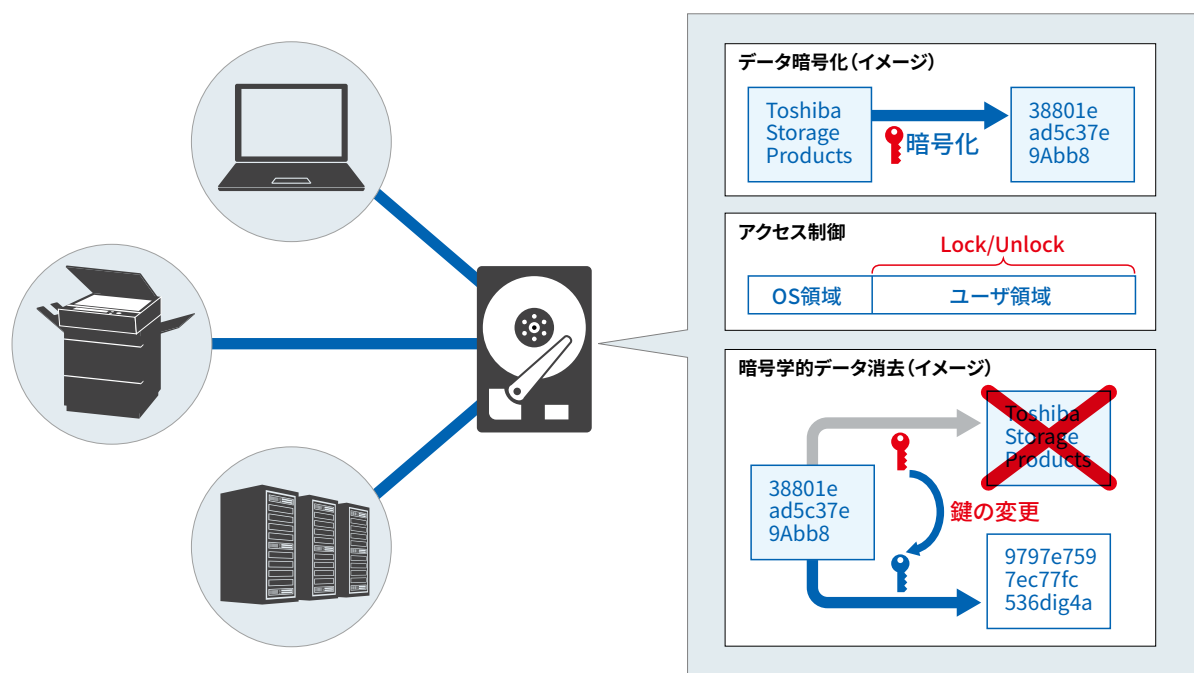 データ暗号化（イメージ）
Toshiba
Storage
Products
暗号化
38801e
ad5c37e
9Abb8
アクセス制御
Lock/Unlock
OS領域
ユーザ領域
暗号学的データ消去（イメージ）
Toshiba
Storage
Products
38801e
ad5c37e
9Abb8
鍵の変更
9797e759
7ec77fc
536dig4a